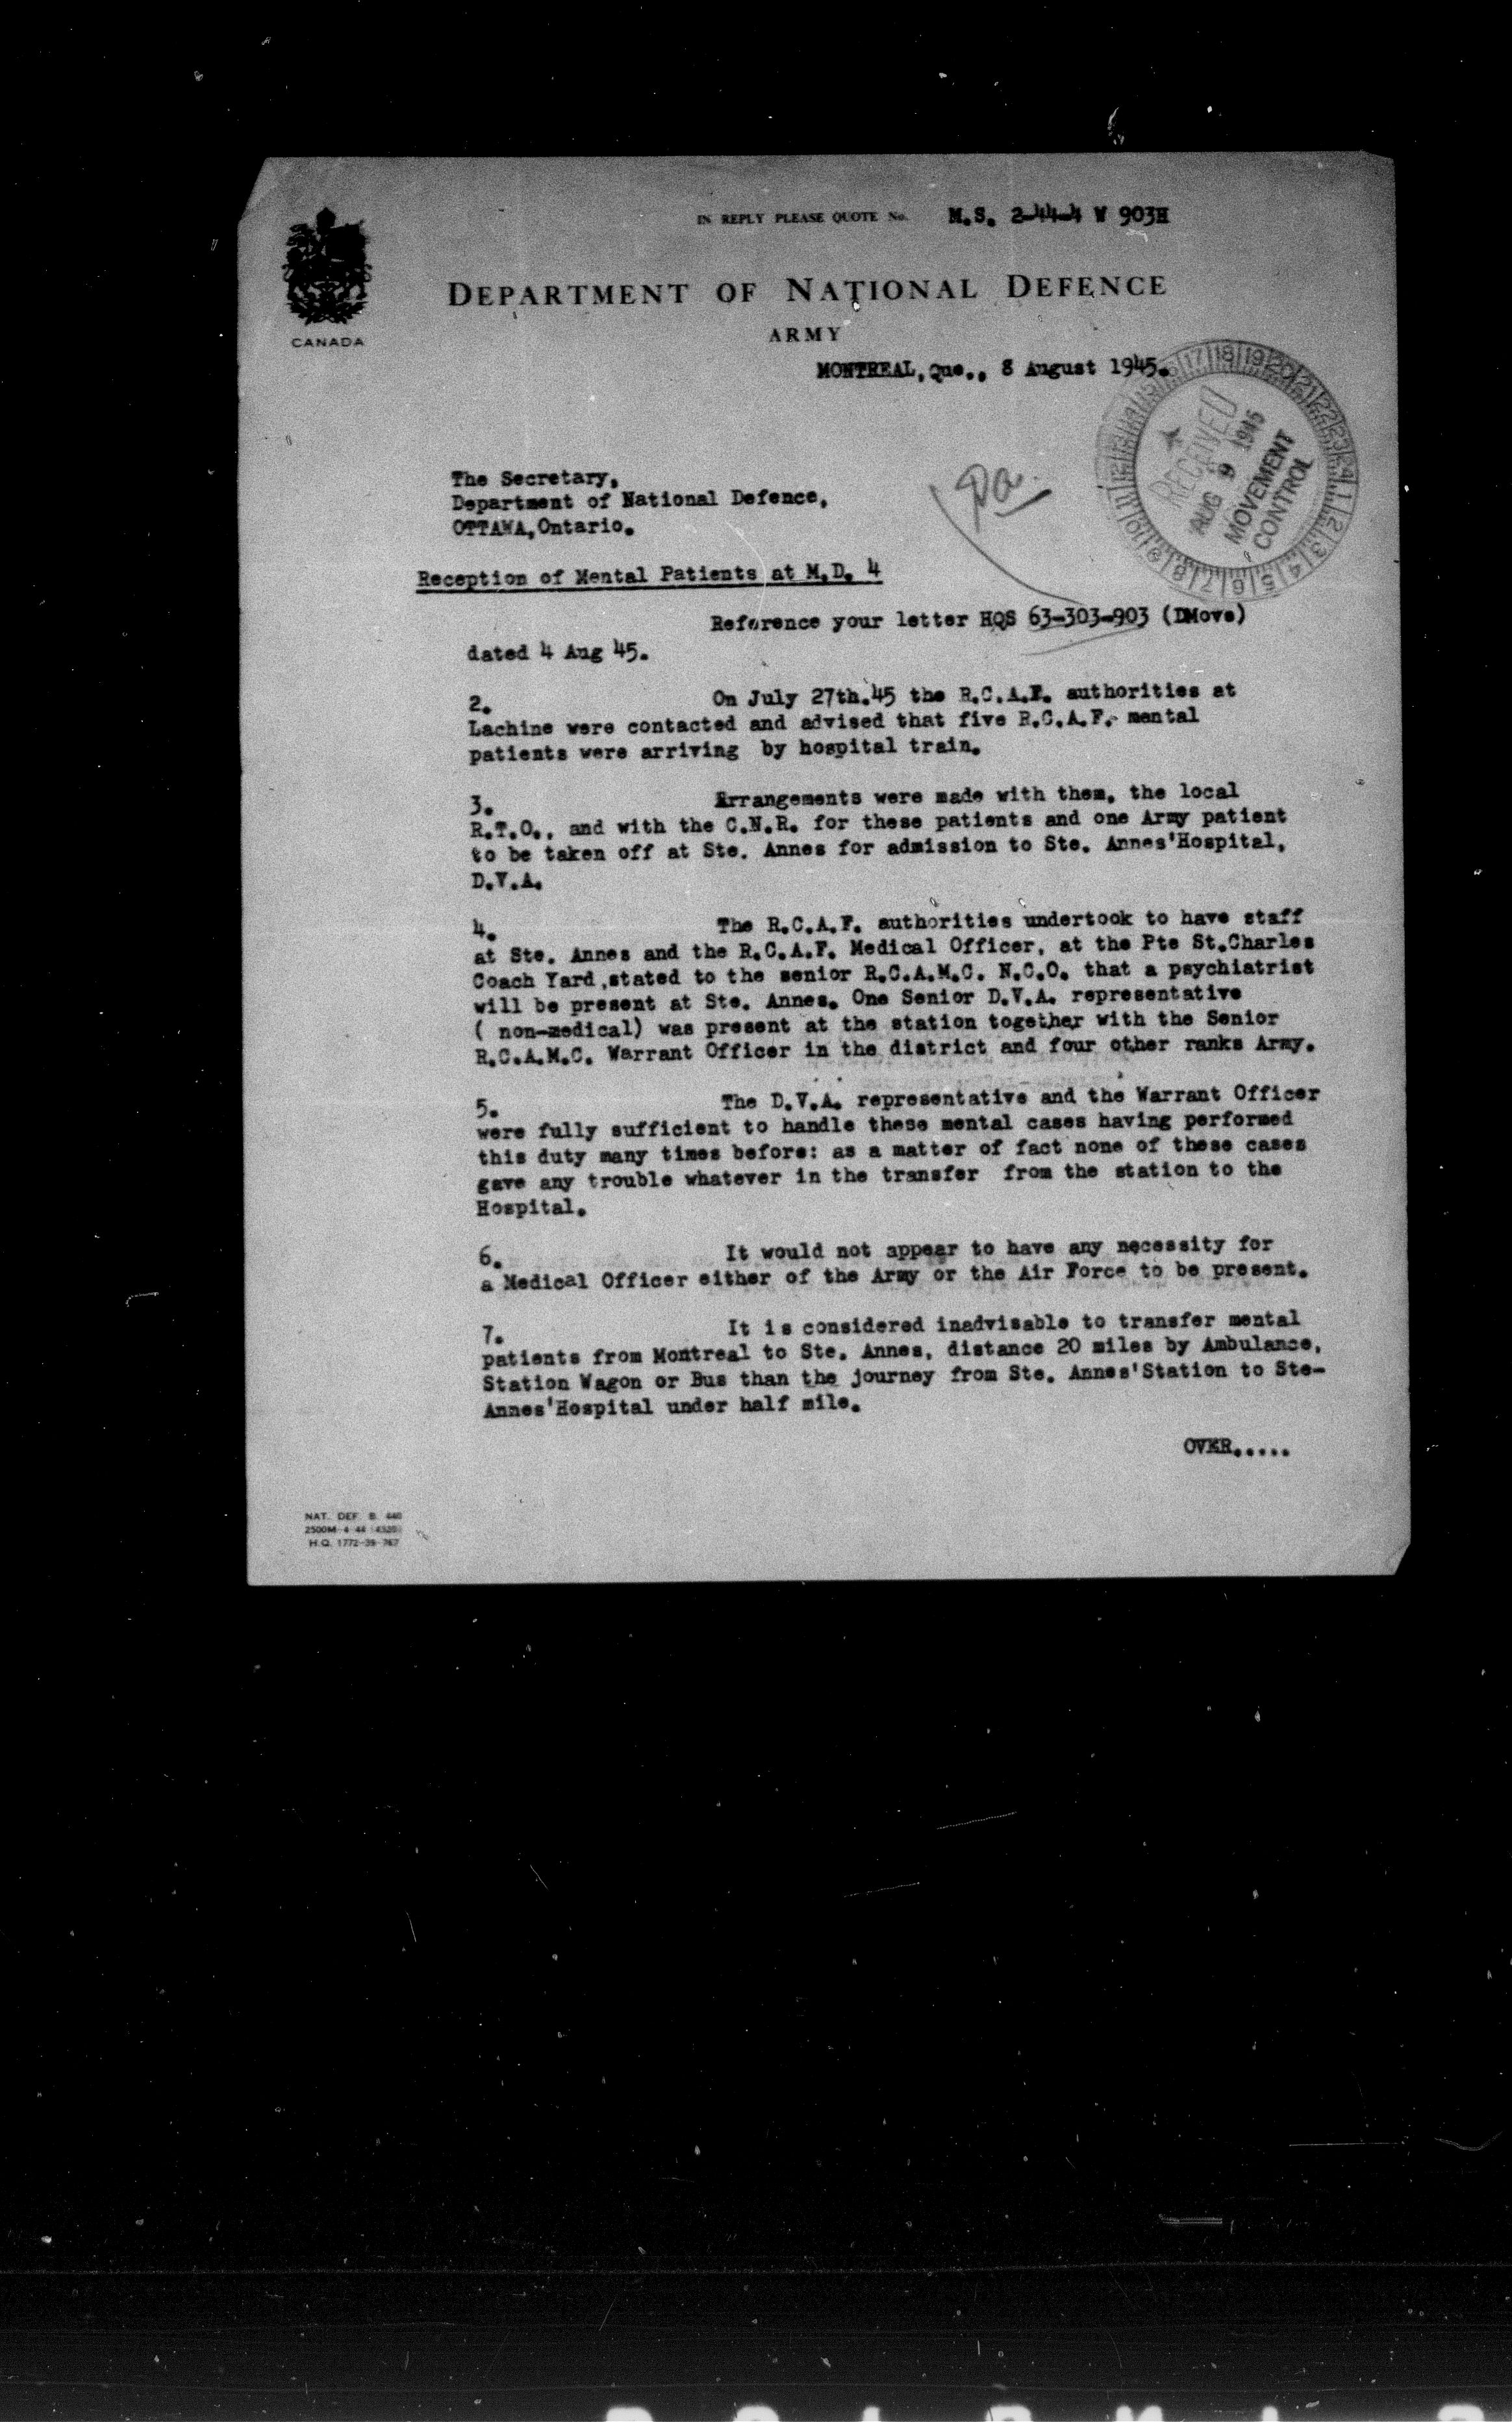 IN REPLY PLEASE QUOTE No. M.S. 2-44-4 W 903H
DEPARTMENT OF NATIONAL DEFENCE
ARMY
CANADA
MONTREAL,Que., 8 August 1945.
RECEIVED
AUG 9 1945
MOVEMENT
CONTROL
The Secretary,
Department of National Defence,
OTTAWA,Ontario.
Reception of Mental Patients at M.D. 4
Reference your letter HQS 63-303-903 (DMove)
dated 4 Aug 45.
2. On July 27th.45 the R.C.A.F. authorities at
Lachine were contacted and advised that five R.C.A.F. mental
patients were arriving by hospital train.
3. Arrangements were made with them, the local
R.T.O., and with the C.N.R. for these patients and one Army patient
to be taken off at Ste. Annes for admission to Ste. Annes'Hospital,
D.V.A.
4. The R.C.A.F. authorities undertook to have staff
at Ste. Annes and the R.C.A.F. Medical Officer, at the Pte St.Charles
Coach Yard,stated to the senior R.C.A.M.C. N.C.O. that a psychiatrist
will be present at Ste. Annes. One Senior D.V.A. representative
( non-medical) was present at the station together with the Senior
R.C.A.M.C. Warrant Officer in the district and four other ranks Army.
5. The D.V.A. representative and the Warrant Officer
were fully sufficient to handle these mental cases having performed
this duty many times before: as a matter of fact none of these cases
gave any trouble whatever in the transfer from the station to the
Hospital.
6. It would not appear to have any necessity for
a Medical Officer either of the Army or the Air Force to be present.
7. It is considered inadvisable to transfer mental
patients from Montreal to Ste. Annes, distance 20 miles by Ambulance,
Station Wagon or Bus than the journey from Ste. Annes'Station to Ste-
Annes'Hospital under half mile.
OVER.....
NAT. DEF. B. 440
2500M-4-44
H.Q. 1772-39-767